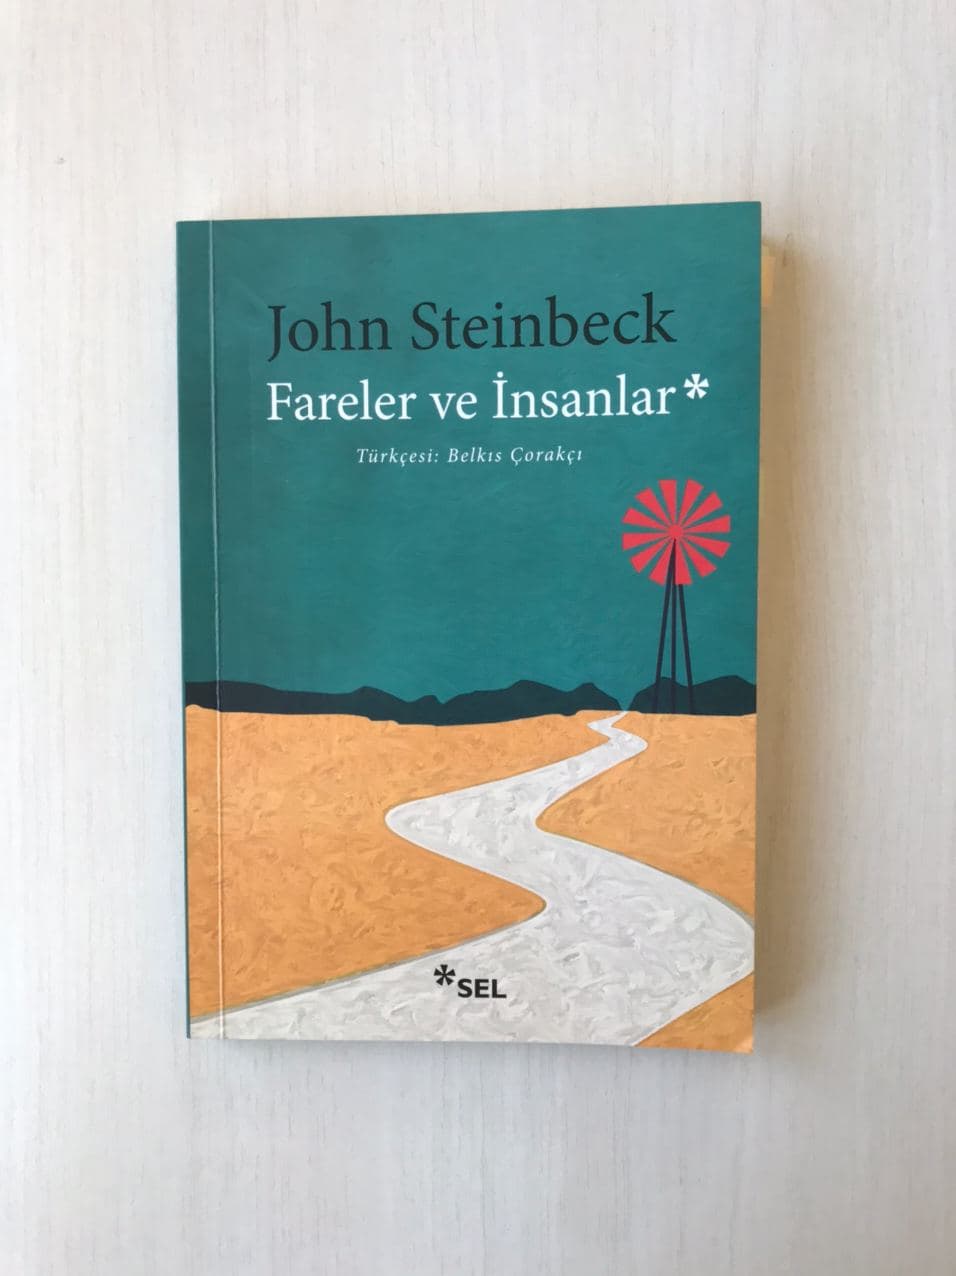 John Steinbeck
Fareler ve İnsanlar*
Türkçesi: Belkıs Çorakçı
*SEL